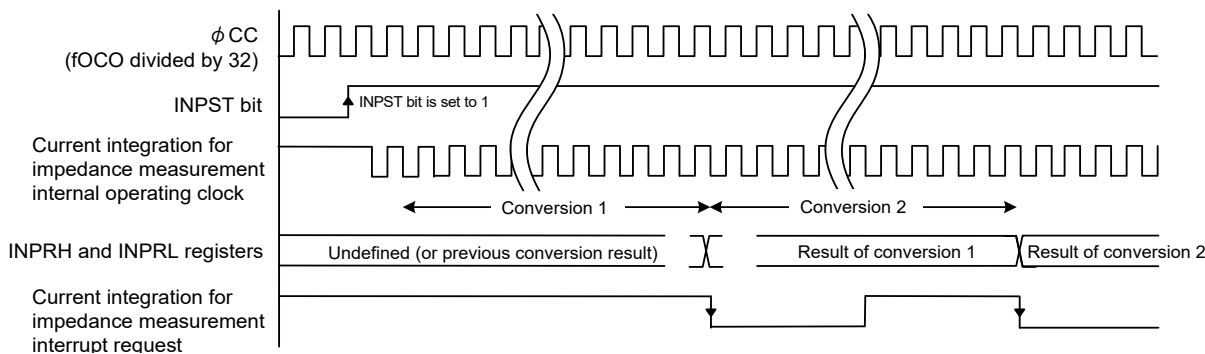 φ CC
(fOCO divided by 32)
INPST bit
INPST bit is set to 1
Current integration for
impedance measurement
internal operating clock
Conversion 1
Conversion 2
INPRH and INPRL registers
Undefined (or previous conversion result)
Result of conversion 1
Result of conversion 2
Current integration for
impedance measurement
interrupt request